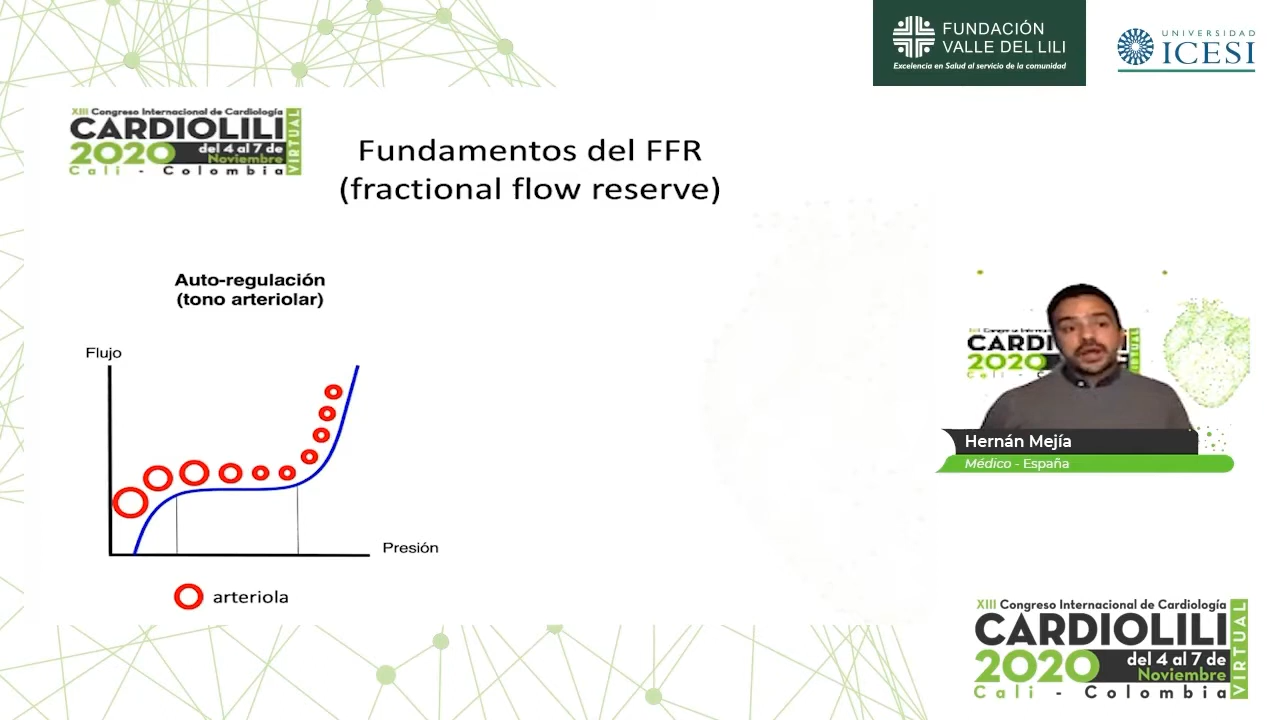 FUNDACIÓN
VALLE DEL LILI
Excelencia en Salud al servicio de la comunidad
UNIVERSIDAD
ICESI
XIII Congreso Internacional de Cardiología
CARDIOLILI
2020 del 4 al 7 de
Noviembre
VIRTUAL
Cali - Colombia
Fundamentos del FFR
(fractional flow reserve)
Auto-regulación
(tono arteriolar)
Flujo
Presión
arteriola
CARDI
2020
VIRTUAL
Hernán Mejía
Médico - España
XIII Congreso Internacional de Cardiología
CARDIOLILI
2020 del 4 al 7 de
Noviembre
VIRTUAL
Cali - Colombia